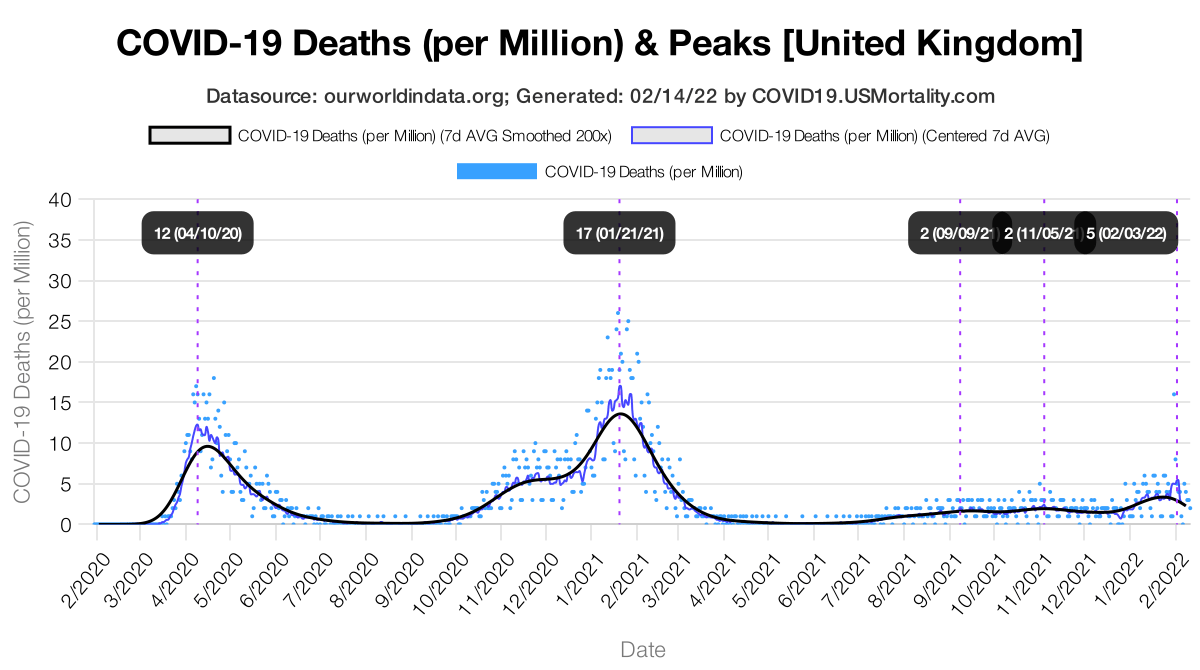 COVID-19 Deaths (per Million) & Peaks [United Kingdom]
Datasource: ourworldindata.org; Generated: 02/14/22 by COVID19.USMortality.com
COVID-19 Deaths (per Million) (7d AVG Smoothed 200x) COVID-19 Deaths (per Million) (Centered 7d AVG)
COVID-19 Deaths (per Million)
COVID-19 Deaths (per Million)
40
35
30
25
20
15
10
5
0
12 (04/10/20) 17 (01/21/21) 2 (09/09/21) 2 (11/05/21) 5 (02/03/22)
2/2020 3/2020 4/2020 5/2020 6/2020 7/2020 8/2020 9/2020 10/2020 11/2020 12/2020 1/2021 2/2021 3/2021 4/2021 5/2021 6/2021 7/2021 8/2021 9/2021 10/2021 11/2021 12/2021 1/2022 2/2022
Date